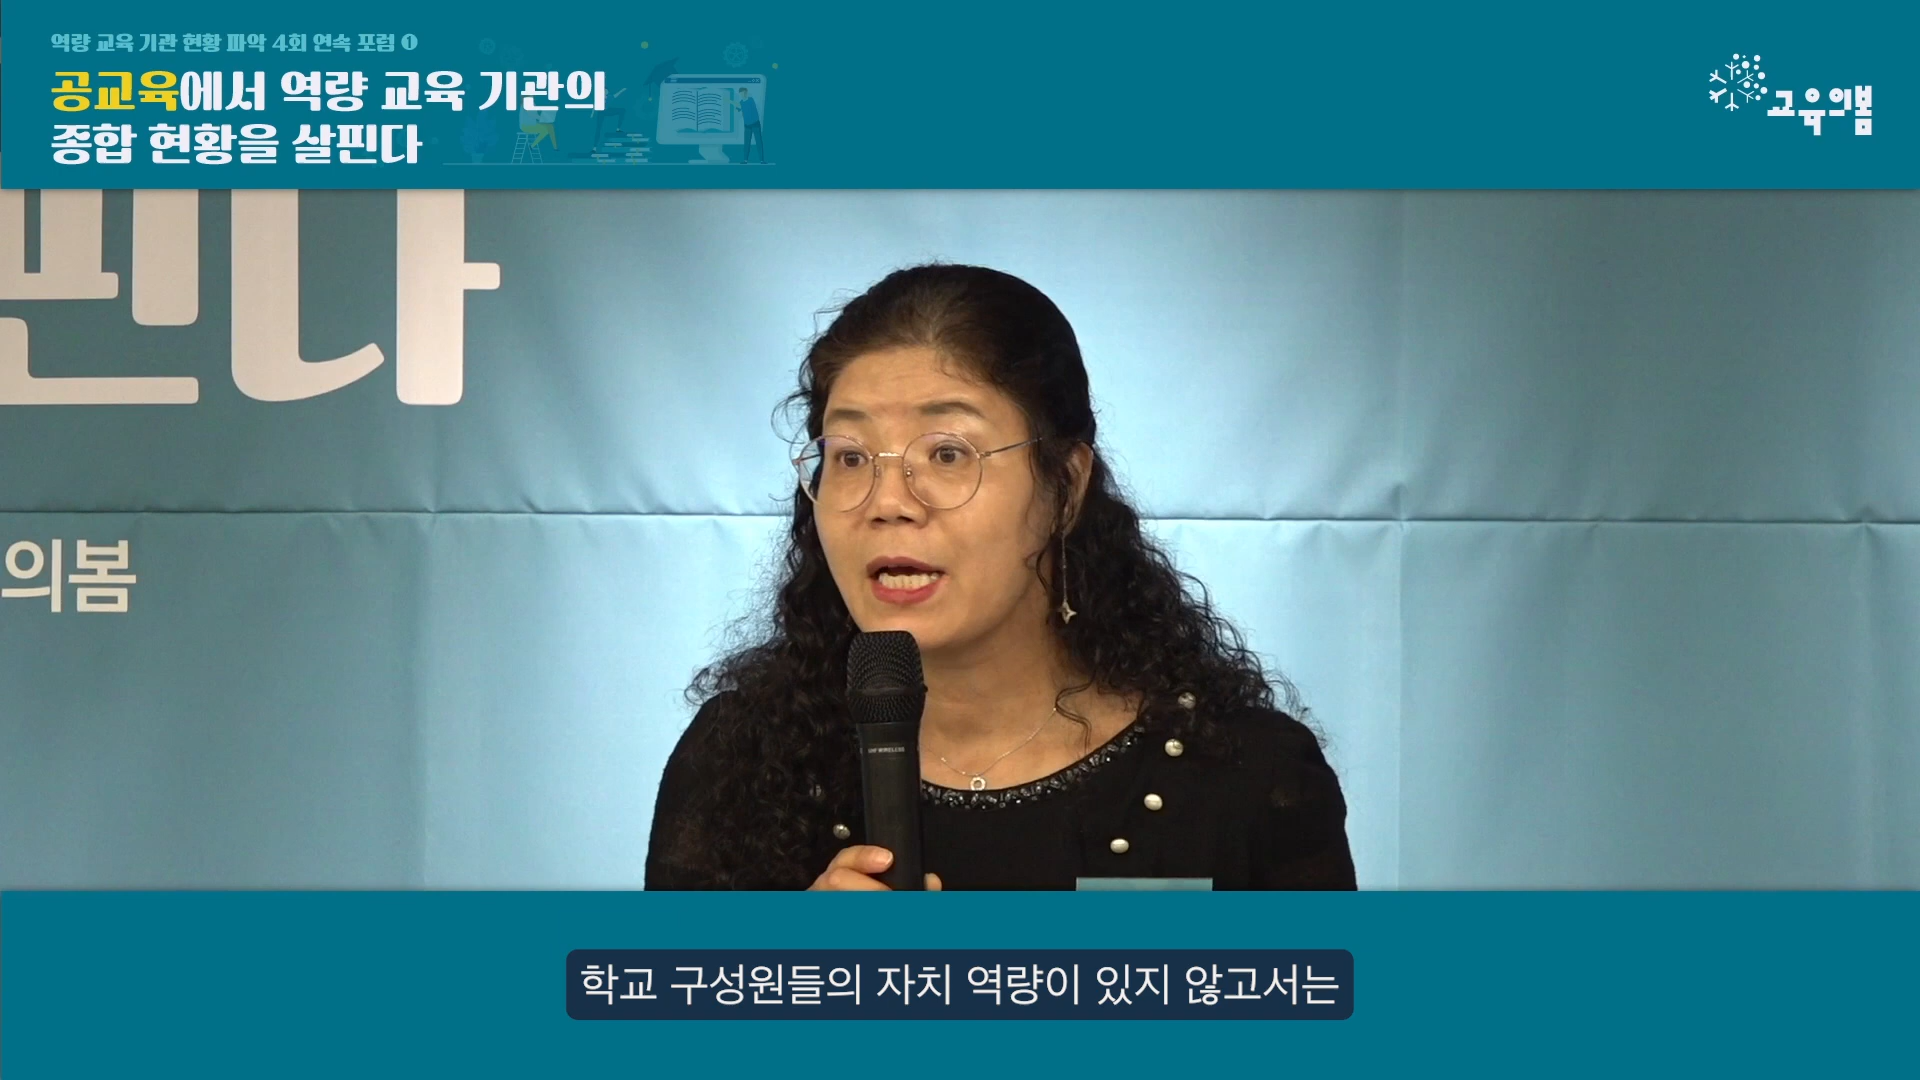 역량 교육 기관 현황 파악 4회 연속 포럼 ❶
공교육에서 역량 교육 기관의
종합 현황을 살핀다
교육의봄
핀다
의봄
UHF WIRELESS
학교 구성원들의 자치 역량이 있지 않고서는